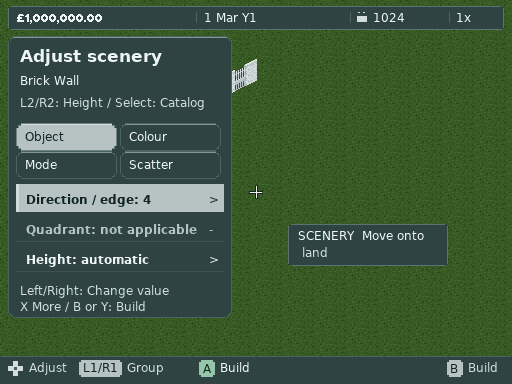 £1,000,000.00
1 Mar Y1
1024
1x
Adjust scenery
Brick Wall
L2/R2: Height / Select: Catalog
Object
Colour
Mode
Scatter
Direction / edge: 4 >
Quadrant: not applicable -
Height: automatic >
Left/Right: Change value
X More / B or Y: Build
SCENERY Move onto
land
Adjust
L1/R1 Group
A Build
B Build